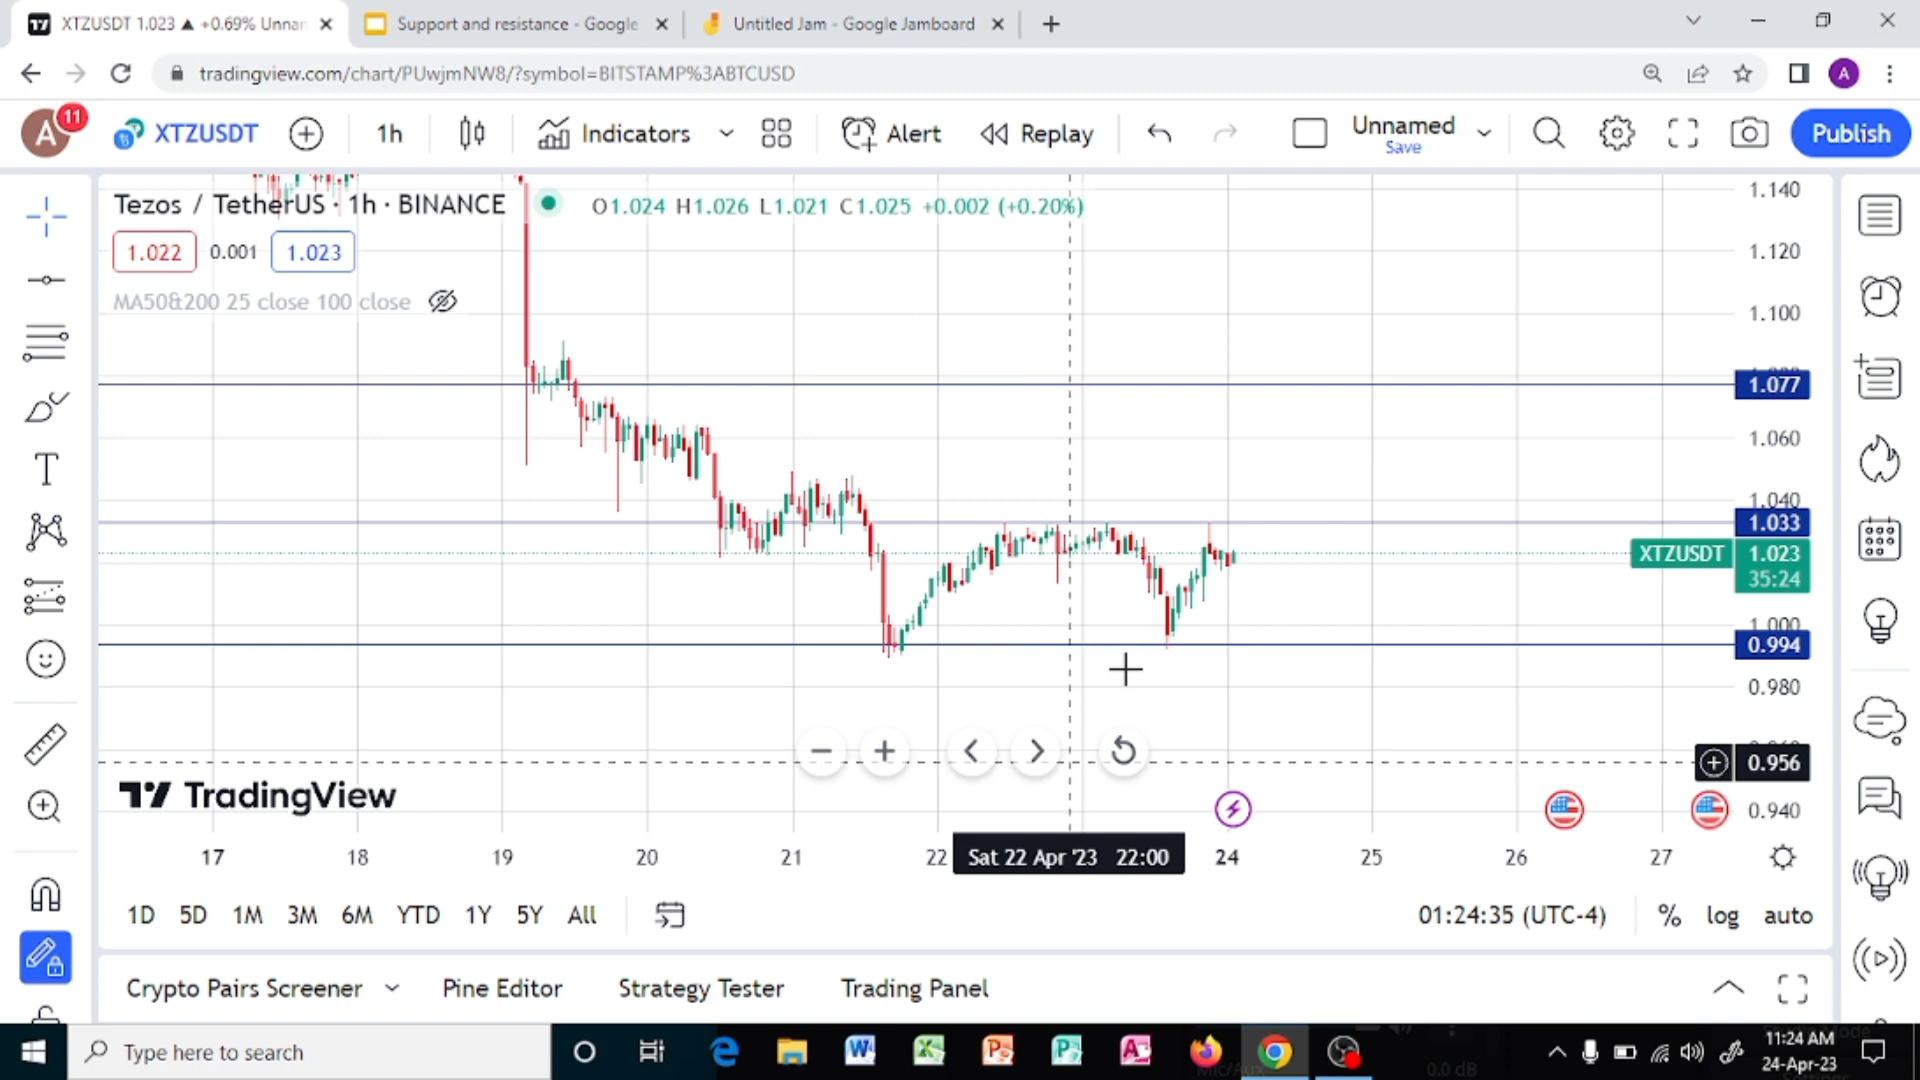 XTZUSDT 1.023 ▲ +0.69% Unnan
Support and resistance - Google
Untitled Jam - Google Jamboard
tradingview.com/chart/PUwjmNW8/?symbol=BITSTAMP%3ABTCUSD
A
A 11
XTZUSDT
1h
Indicators
Alert
Replay
Unnamed
Save
Publish
Tezos / TetherUS · 1h · BINANCE
O1.024 H1.026 L1.021 C1.025 +0.002 (+0.20%)
1.022 0.001 1.023
MA50&200 25 close 100 close
1.140
1.120
1.100
1.077
1.060
1.040
1.033
XTZUSDT 1.023
35:24
1.000
0.994
0.980
0.956
0.940
TradingView
17 18 19 20 21 22 Sat 22 Apr '23 22:00 24 25 26 27
1D 5D 1M 3M 6M YTD 1Y 5Y All
01:24:35 (UTC-4) % log auto
Crypto Pairs Screener Pine Editor Strategy Tester Trading Panel
Type here to search
11:24 AM
24-Apr-23
0.0 dB